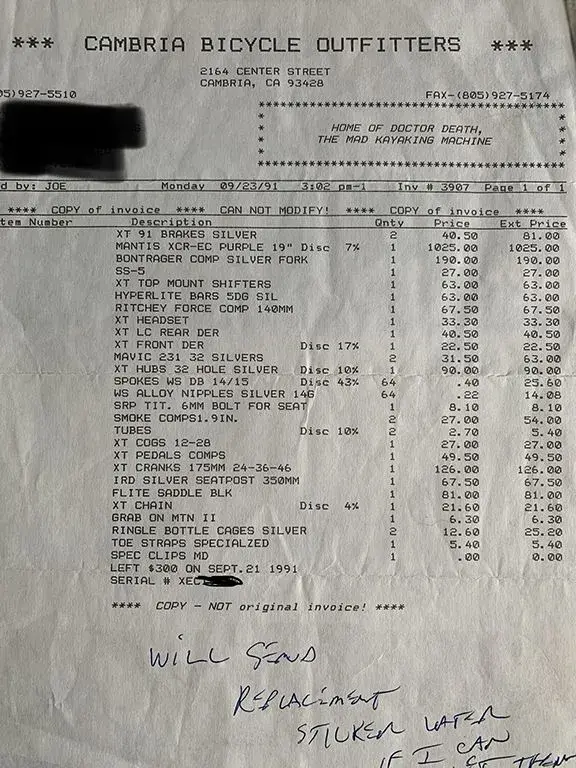 *** CAMBRIA BICYCLE OUTFITTERS ***
2164 CENTER STREET
CAMBRIA, CA 93428
05)927-5510 FAX-(805)927-5174
HOME OF DOCTOR DEATH,
THE MAD KAYAKING MACHINE
d by: JOE Monday 09/23/91 3:02 pm-1 Inv # 3907 Page 1 of 1
**** COPY of invoice **** CAN NOT MODIFY! **** COPY of invoice ****
tem Number Description Qnty Price Ext Price
XT 91 BRAKES SILVER 2 40.50 81.00
MANTIS XCR-EC PURPLE 19" Disc 7% 1 1025.00 1025.00
BONTRAGER COMP SILVER FORK 1 190.00 190.00
SS-5 1 27.00 27.00
XT TOP MOUNT SHIFTERS 1 63.00 63.00
HYPERLITE BARS 5DG SIL 1 63.00 63.00
RITCHEY FORCE COMP 140MM 1 67.50 67.50
XT HEADSET 1 33.30 33.30
XT LC REAR DER 1 40.50 40.50
XT FRONT DER Disc 17% 1 22.50 22.50
MAVIC 231 32 SILVERS 2 31.50 63.00
XT HUBS 32 HOLE SILVER Disc 10% 1 90.00 90.00
SPOKES WS DB 14/15 Disc 43% 64 .40 25.60
WS ALLOY NIPPLES SILVER 14G 64 .22 14.08
SRP TIT. 6MM BOLT FOR SEAT 1 8.10 8.10
SMOKE COMPS1.9IN. 2 27.00 54.00
TUBES Disc 10% 2 2.70 5.40
XT COGS 12-28 1 27.00 27.00
XT PEDALS COMPS 1 49.50 49.50
XT CRANKS 175MM 24-36-46 1 126.00 126.00
IRD SILVER SEATPOST 350MM 1 67.50 67.50
FLITE SADDLE BLK 1 81.00 81.00
XT CHAIN Disc 4% 1 21.60 21.60
GRAB ON MTN II 1 6.30 6.30
RINGLE BOTTLE CAGES SILVER 2 12.60 25.20
TOE STRAPS SPECIALZED 1 5.40 5.40
SPEC CLIPS MD 1 .00 0.00
LEFT $300 ON SEPT.21 1991
SERIAL # XEC
**** COPY - NOT original invoice! ****
WILL SEND
REPLACEMENT
STICKER LATER
IF I CAN